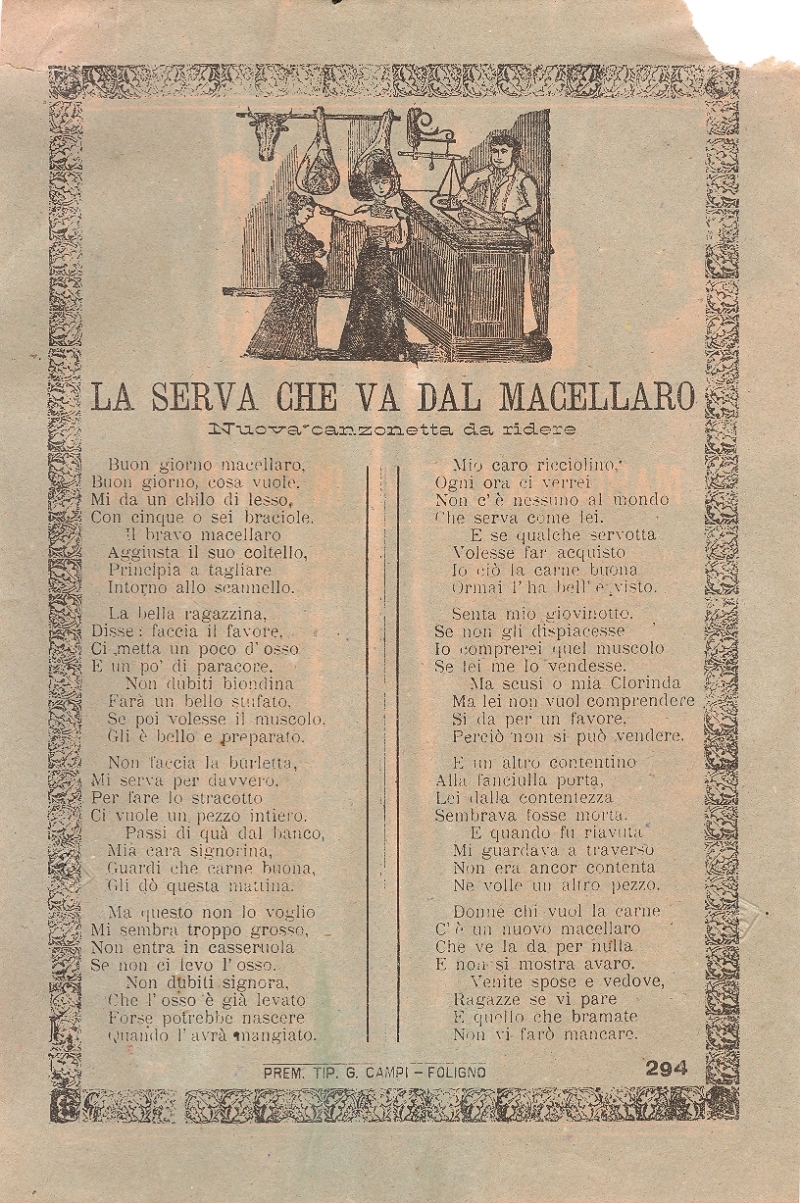 LA SERVA CHE VA DAL MACELLARO
Nuova canzonetta da ridere
Buon giorno macellaro,
Buon giorno, cosa vuole.
Mi da un chilo di lesso,
Con cinque o sei braciole.
Il bravo macellaro
Aggiusta il suo coltello,
Principia a tagliare
Intorno allo scannello.
La bella ragazzina,
Disse: faccia il favore,
Ci metta un poco d' osso
E un po' di paracore.
Non dubiti biondina
Farà un bello stufato,
Se poi volesse il muscolo.
Gli è bello e preparato.
Non faccia la burletta,
Mi serva per davvero.
Per fare lo stracotto
Ci vuole un pezzo intiero.
Passi di quà dal banco,
Mia cara signorina,
Guardi che carne buona,
Gli dò questa mattina.
Ma questo non lo voglio
Mi sembra troppo grosso,
Non entra in casseruola
Se non ci levo l' osso.
Non dubiti signora,
Che l' osso è già levato
Forse potrebbe nascere
Quando l' avrà mangiato.
Mio caro ricciolino,
Ogni ora ci verrei
Non c' è nessuno al mondo
Che serva come lei.
E se qualche servotta
Volesse far acquisto
Io ciò la carne buona
Ormai l' ha bell' e visto.
Senta mio giovinotto.
Se non gli dispiacesse
Io comprerei quel muscolo
Se lei me lo vendesse.
Ma scusi o mia Clorinda
Ma lei non vuol comprendere
Si da per un favore,
Perciò non si può vendere.
E un altro contentino
Alla fanciulla porta,
Lei dalla contentezza
Sembrava fosse morta.
E quando fu riavuta
Mi guardava a traverso
Non era ancor contenta
Ne volle un altro pezzo.
Donne chi vuol la carne
C' è un nuovo macellaro
Che ve la da per nulla
E non si mostra avaro.
Venite spose e vedove,
Ragazze se vi pare
E quello che bramate
Non vi farò mancare.
PREM. TIP. G. CAMPI – FOLIGNO
294